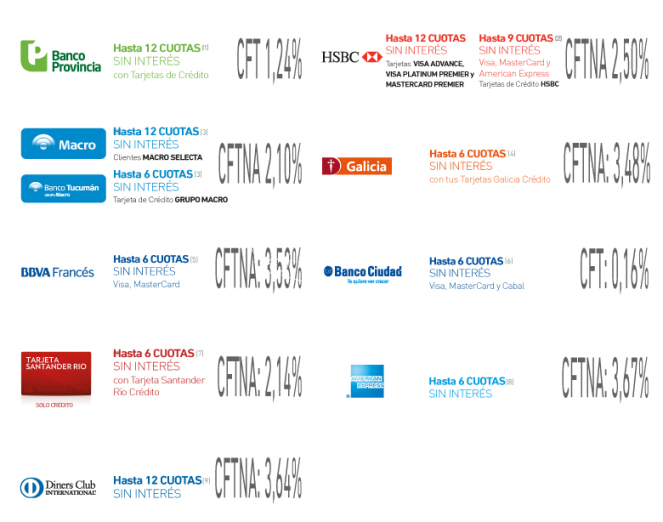 Banco
Provincia
Hasta 12 CUOTAS (1)
SIN INTERÉS
con Tarjetas de Crédito
CFT 1,24%
HSBC
Hasta 12 CUOTAS
SIN INTERÉS
Tarjetas VISA ADVANCE,
VISA PLATINUM PREMIER y
MASTERCARD PREMIER
Hasta 9 CUOTAS (2)
SIN INTERÉS
Visa, MasterCard y
American Express
Tarjetas de Crédito HSBC
CFTNA 2,50%
Macro
Hasta 12 CUOTAS (3)
SIN INTERÉS
Clientes MACRO SELECTA
Banco Tucumán
GRUPO MACRO
Hasta 6 CUOTAS (3)
SIN INTERÉS
Tarjeta de Crédito GRUPO MACRO
CFTNA 2,10%
Galicia
Hasta 6 CUOTAS (4)
SIN INTERÉS
con tus Tarjetas Galicia Crédito
CFTNA: 3,48%
BBVA Francés
Hasta 6 CUOTAS (5)
SIN INTERÉS
Visa, MasterCard
CFTNA: 3,53%
Banco Ciudad
Te quiere ver crecer
Hasta 6 CUOTAS (6)
SIN INTERÉS
Visa, MasterCard y Cabal
CFT: 0,16%
TARJETA
SANTANDER RIO
SOLO CRÉDITO
Hasta 6 CUOTAS (7)
SIN INTERÉS
con Tarjeta Santander
Río Crédito
CFTNA: 2,14%
AMERICAN
EXPRESS
Hasta 6 CUOTAS (8)
SIN INTERÉS
CFTNA: 3,67%
Diners Club
INTERNATIONAL
Hasta 12 CUOTAS (9)
SIN INTERÉS
CFTNA: 3,64%